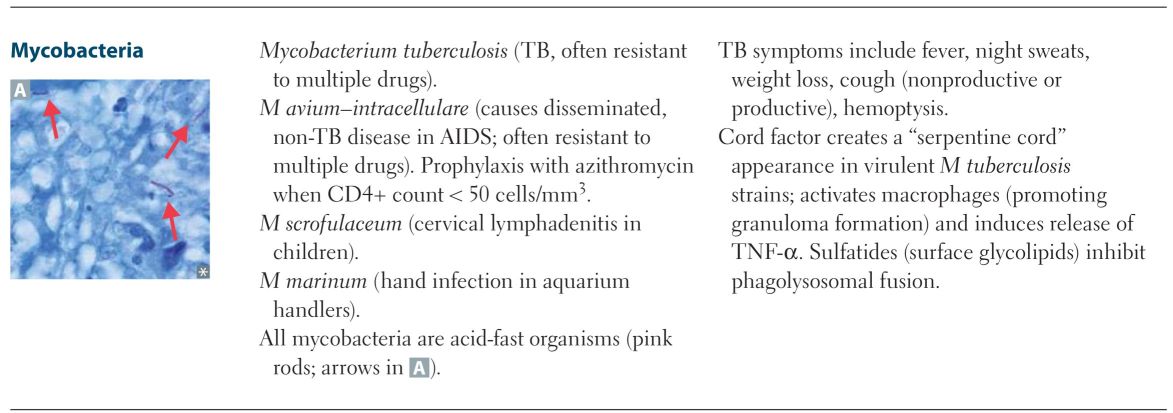 Mycobacteria
A
*
Mycobacterium tuberculosis (TB, often resistant
to multiple drugs).
M avium–intracellulare (causes disseminated,
non-TB disease in AIDS; often resistant to
multiple drugs). Prophylaxis with azithromycin
when CD4+ count < 50 cells/mm³.
M scrofulaceum (cervical lymphadenitis in
children).
M marinum (hand infection in aquarium
handlers).
All mycobacteria are acid-fast organisms (pink
rods; arrows in A).
TB symptoms include fever, night sweats,
weight loss, cough (nonproductive or
productive), hemoptysis.
Cord factor creates a “serpentine cord”
appearance in virulent M tuberculosis
strains; activates macrophages (promoting
granuloma formation) and induces release of
TNF-α. Sulfatides (surface glycolipids) inhibit
phagolysosomal fusion.